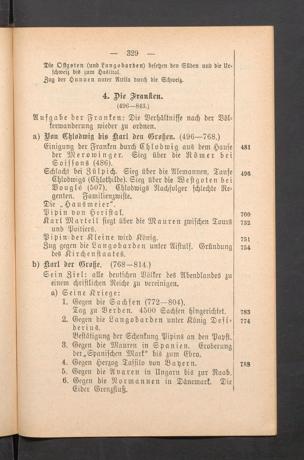 — 329 —
Die Ostgoten (und Langobarden) besetzen den Süden und die Ur-
schweiz bis zum Hasliital.
Zug der Hunnen unter Attila durch die Schweiz.
4. Die Franken.
(496—843.)
Aufgabe der Franken: Die Verhältnisse nach der Völ-
kerwanderung wieder zu ordnen.
a) Von Chlodwig bis Karl den Großen. (496—768.)
Einigung der Franken durch Chlodwig aus dem Hause 481
der Merowinger. Sieg über die Römer bei
Soissons (486).
Schlacht bei Zülpich. Sieg über die Alemannen. Taufe 496
Chlodwigs (Chlothilde). Sieg über die Westgoten bei
Bouglé (507). Chlodwigs Nachfolger schlechte Re-
genten. Familienzwiste.
Die „Hausmeier".
Pipin von Heristal. 700
Karl Martell siegt über die Mauren zwischen Tours 732
und Poitiers.
Pipin der Kleine wird König. 751
Zug gegen die Langobarden unter Aistulf. Gründung 754
des Kirchenstaates.
b) Karl der Große. (768—814.)
Sein Ziel: alle deutschen Völker des Abendlandes zu
einem christlichen Reiche zu vereinigen.
a) Seine Kriege:
1. Gegen die Sachsen (772—804).
Tag zu Verden. 4500 Sachsen hingerichtet. 783
2. Gegen die Langobarden unter König Desi- 774
derius.
Bestätigung der Schenkung Pipins an den Papst.
3. Gegen die Mauren in Spanien. Eroberung
der „Spanischen Mark" bis zum Ebro.
4. Gegen Herzog Tassilo von Bayern. 788
5. Gegen die Avaren in Ungarn bis zur Raab.
6. Gegen die Normannen in Dänemark. Die
Eider Grenzfluß.